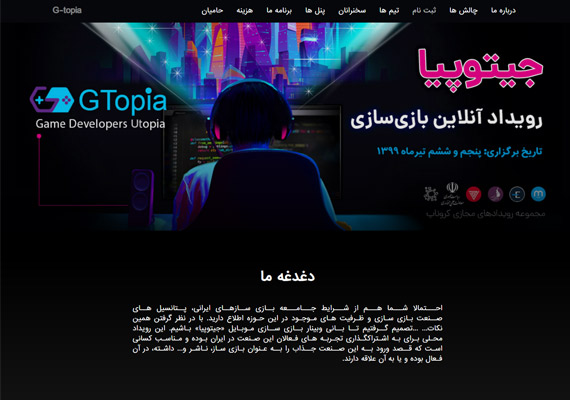 درباره ما
چالش ها
ثبت نام
تیم ها
سخنرانان
پنل ها
برنامه ما
هزینه
حامیان
G-topia
جیتوپیا
رویداد آنلاین بازی‌سازی
تاریخ برگزاری: پنجم و ششم تیرماه ۱۳۹۹
مجموعه رویدادهای مجازی کروناب
GTopia
Game Developers Utopia
دغدغه ما
احتمالا شما هم از شرایط جامعه بازی سازهای ایرانی، پتانسیل های
صنعت بازی سازی و ظرفیت های موجود در این حوزه اطلاع دارید. با در نظر گرفتن همین
نکات... ...تصمیم گرفتیم تا بانی وبینار بازی سازی موبایل «جیتوپیا» باشیم. این رویداد
محلی برای به اشتراکگذاری تجربه های فعالان این صنعت در ایران بوده و مناسب کسانی
است که قصد ورود به این صنعت جذاب را به عنوان بازی ساز، ناشر و... داشته، در آن
فعال بوده و یا به آن علاقه دارند.